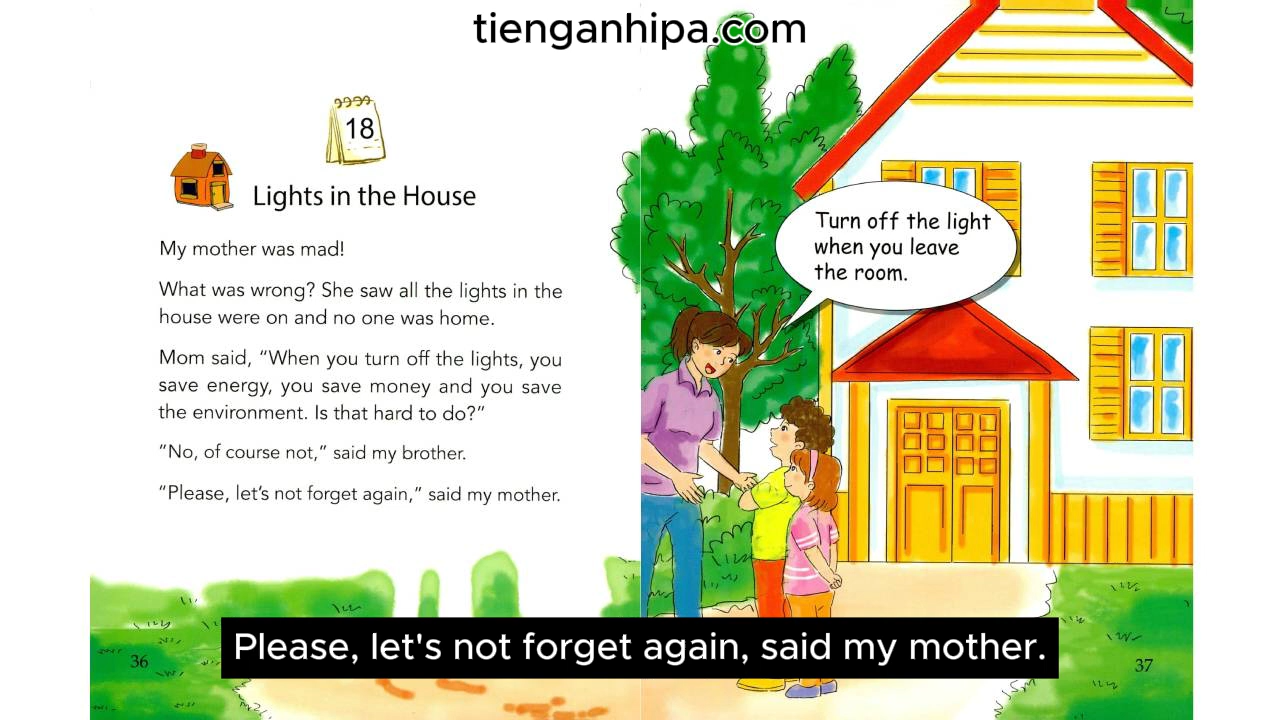 tienganhipa.com
18
Lights in the House
My mother was mad!
What was wrong? She saw all the lights in the
house were on and no one was home.
Mom said, “When you turn off the lights, you
save energy, you save money and you save
the environment. Is that hard to do?”
“No, of course not,” said my brother.
“Please, let’s not forget again,” said my mother.
Turn off the light
when you leave
the room.
Please, let's not forget again, said my mother.
36
37